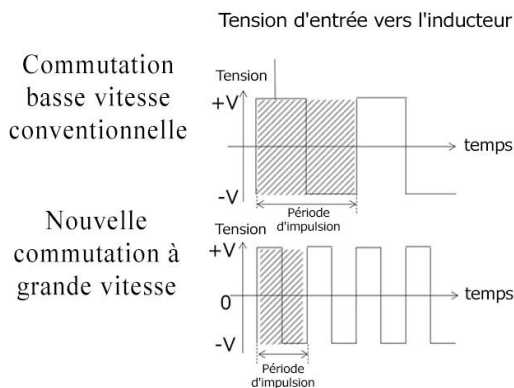 Tension d'entrée vers l'inducteur
Commutation
basse vitesse
conventionnelle
Tension
+V
temps
-V
Période
d'impulsion
Nouvelle
commutation à
grande vitesse
Tension
+V
0
temps
-V
Période
d'impulsion